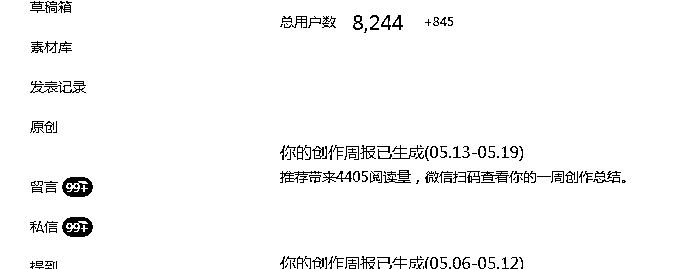 草稿箱
总用户数 8,244 +845
素材库
发表记录
原创
你的创作周报已生成(05.13-05.19)
推荐带来4405阅读量，微信扫码查看你的一周创作总结。
留言 99+
私信 99+
提到
你的创作周报已生成(05.06-05.12)